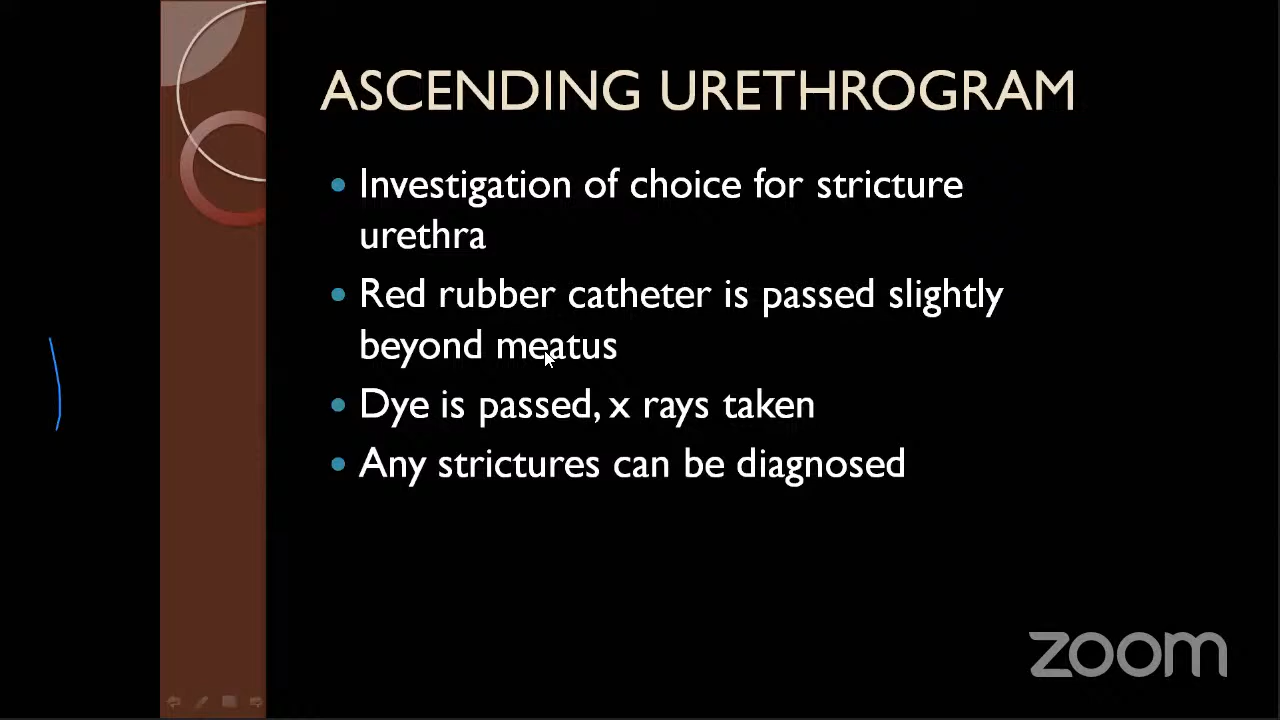 ASCENDING URETHROGRAM
• Investigation of choice for stricture
urethra
• Red rubber catheter is passed slightly
beyond meatus
• Dye is passed, x rays taken
• Any strictures can be diagnosed
zoom